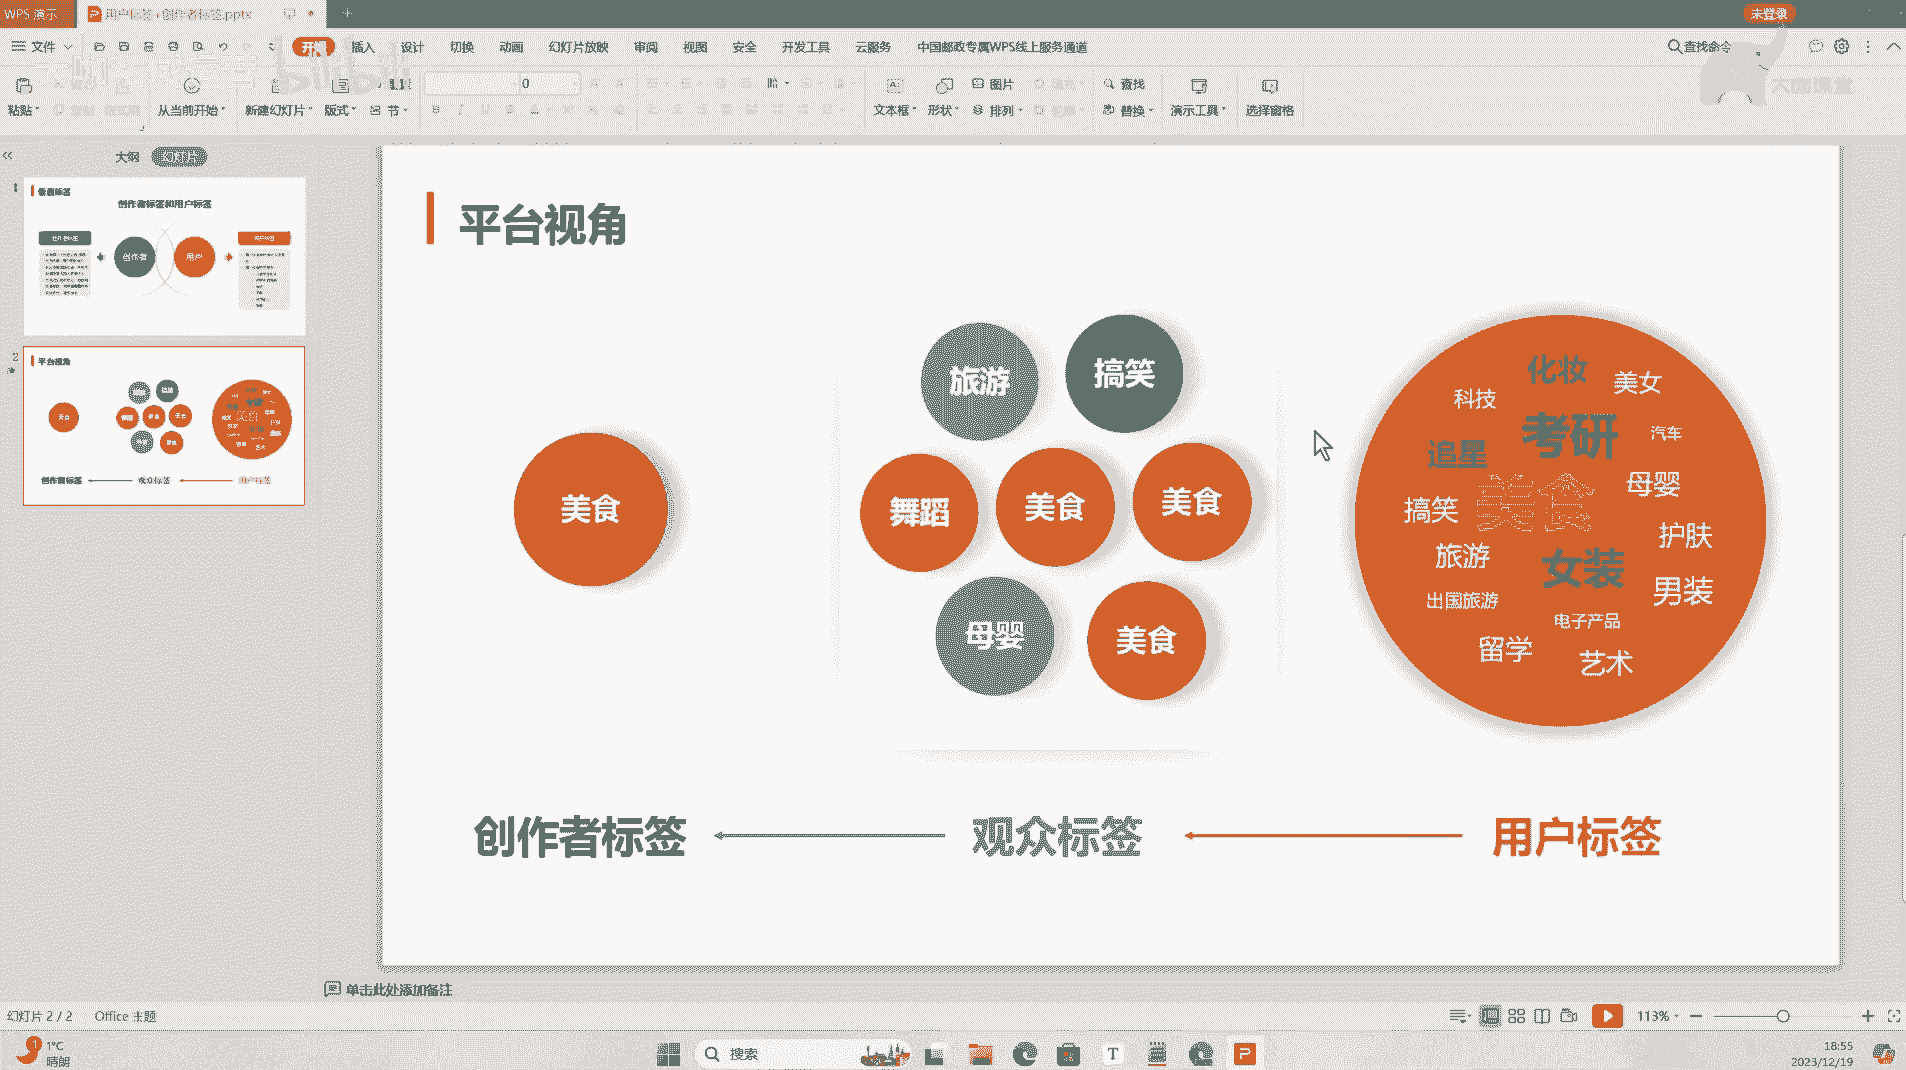 WPS 演示
用户标签+创作者标签.pptx
未登录
文件
开始
插入
设计
切换
动画
幻灯片放映
审阅
视图
安全
开发工具
云服务
中国邮政专属WPS线上服务通道
查找命令
粘贴
从当前开始
新建幻灯片
版式
节
0
文本框
形状
图片
排列
查找
替换
演示工具
选择窗格
大纲
幻灯片
1
创作者标签和用户标签
创作者
用户
2
平台视角
美食
创作者标签
观众标签
用户标签
平台视角
美食
旅游
搞笑
舞蹈
美食
美食
母婴
美食
化妆
科技
美女
考研
汽车
追星
母婴
搞笑
美食
护肤
旅游
女装
男装
出国旅游
电子产品
留学
艺术
创作者标签
观众标签
用户标签
单击此处添加备注
幻灯片 2 / 2
Office 主题
113%
1°C
晴朗
搜索
18:55
2023/12/19